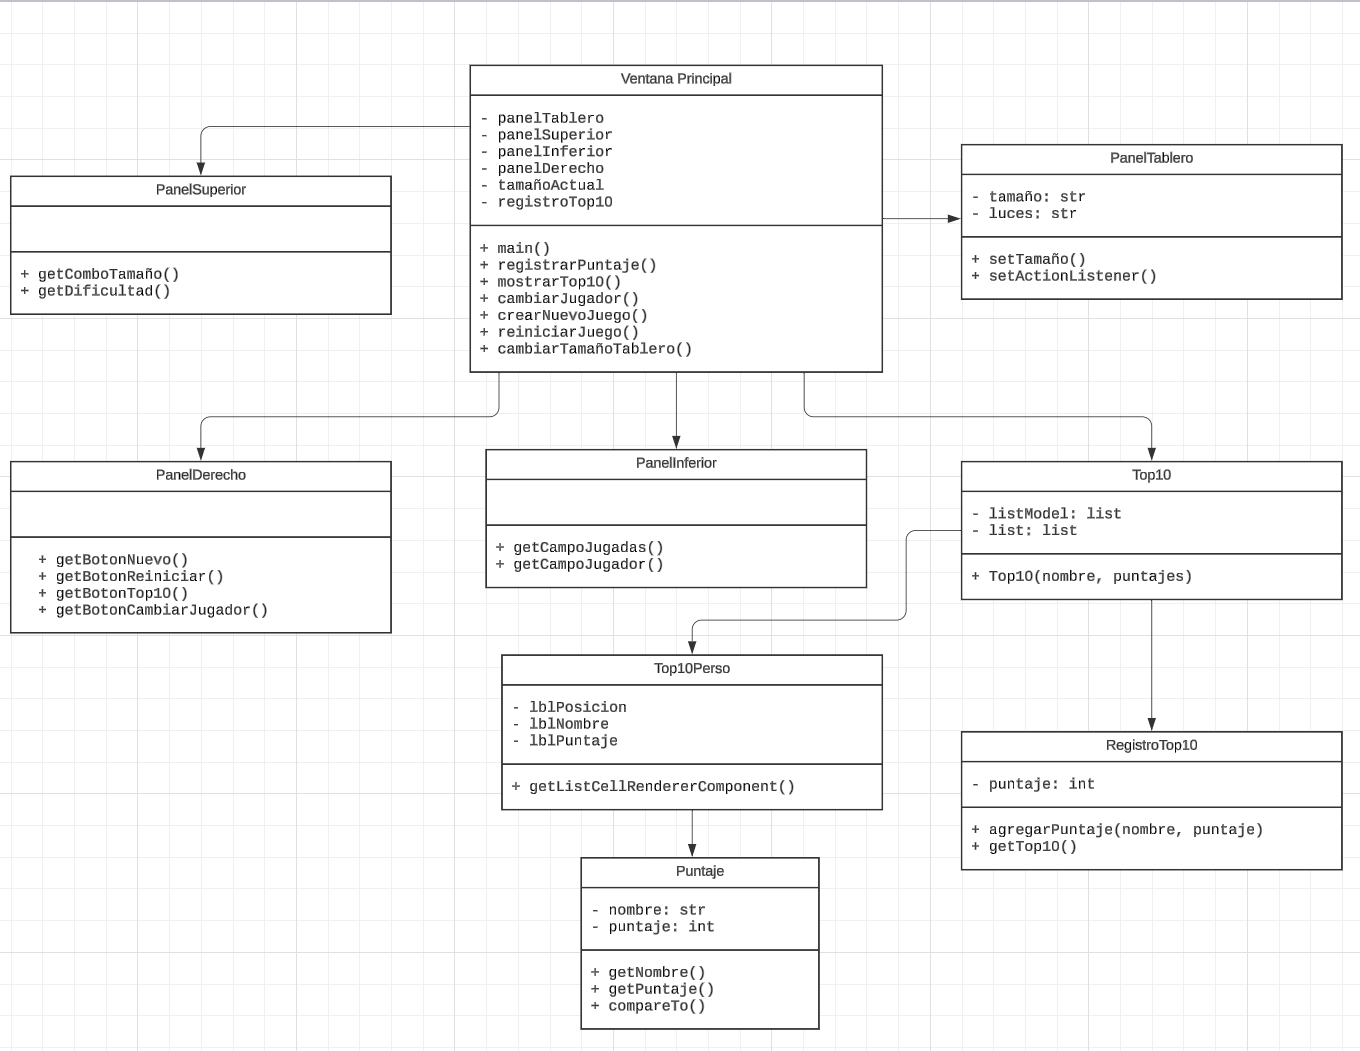 Ventana Principal
- panelTablero
- panelSuperior
- panelInferior
- panelDerecho
- tamañoActual
- registroTop10
+ main()
+ registrarPuntaje()
+ mostrarTop10()
+ cambiarJugador()
+ crearNuevoJuego()
+ reiniciarJuego()
+ cambiarTamañoTablero()
PanelSuperior
+ getComboTamaño()
+ getDificultad()
PanelTablero
- tamaño: str
- luces: str
+ setTamaño()
+ setActionListener()
PanelDerecho
+ getBotonNuevo()
+ getBotonReiniciar()
+ getBotonTop10()
+ getBotonCambiarJugador()
PanelInferior
+ getCampoJugadas()
+ getCampoJugador()
Top10
- listModel: list
- list: list
+ Top10(nombre, puntajes)
Top10Perso
- lblPosicion
- lblNombre
- lblPuntaje
+ getListCellRendererComponent()
RegistroTop10
- puntaje: int
+ agregarPuntaje(nombre, puntaje)
+ getTop10()
Puntaje
- nombre: str
- puntaje: int
+ getNombre()
+ getPuntaje()
+ compareTo()